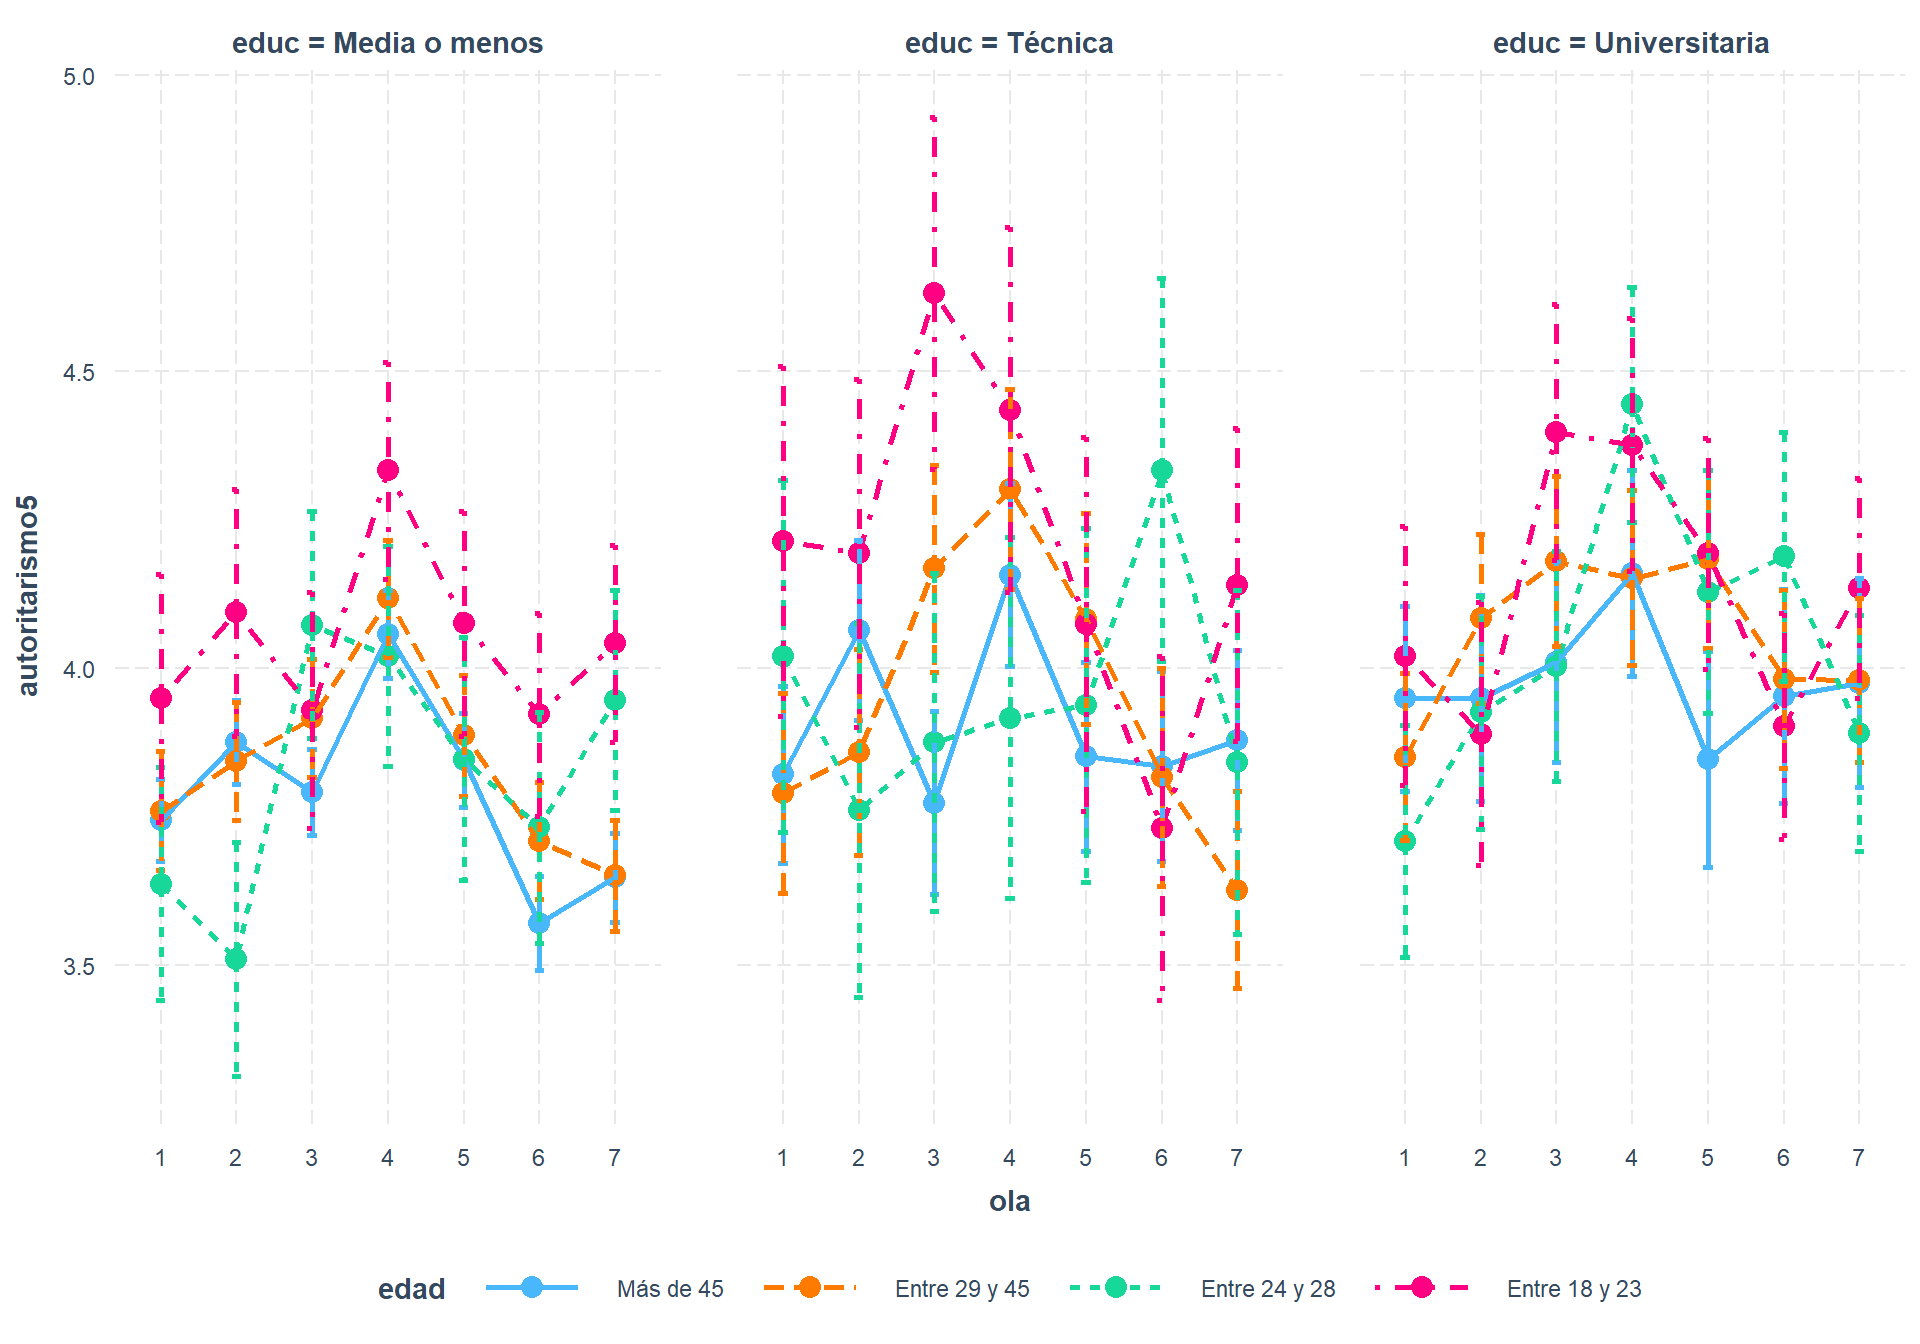 educ = Media o menos educ = Técnica educ = Universitaria
5.0
4.5
4.0
3.5
autoritarismo5
1 2 3 4 5 6 7 1 2 3 4 5 6 7 1 2 3 4 5 6 7
ola
edad Más de 45 Entre 29 y 45 Entre 24 y 28 Entre 18 y 23